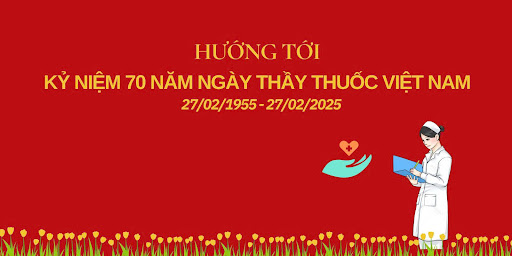 HƯỚNG TỚI
KỶ NIỆM 70 NĂM NGÀY THẦY THUỐC VIỆT NAM
27/02/1955 - 27/02/2025